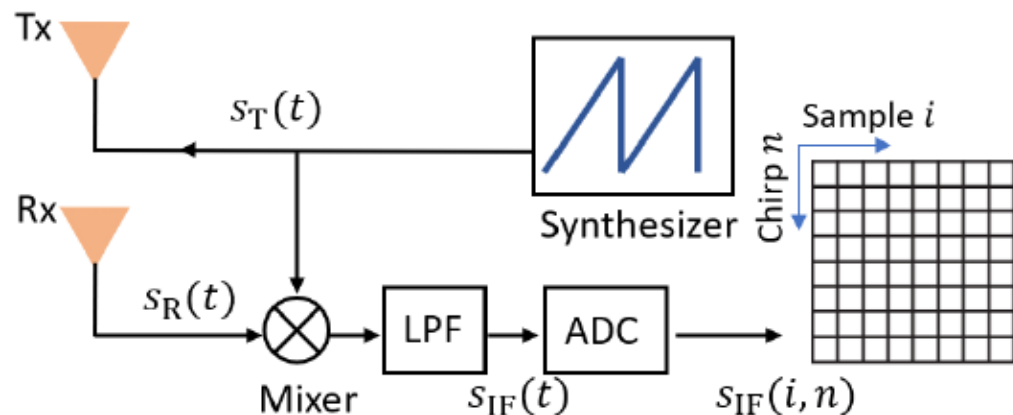 Tx
s_T(t)
Sample i
Chirp n
Rx
Synthesizer
s_R(t)
LPF
ADC
Mixer
s_IF(t)
s_IF(i, n)